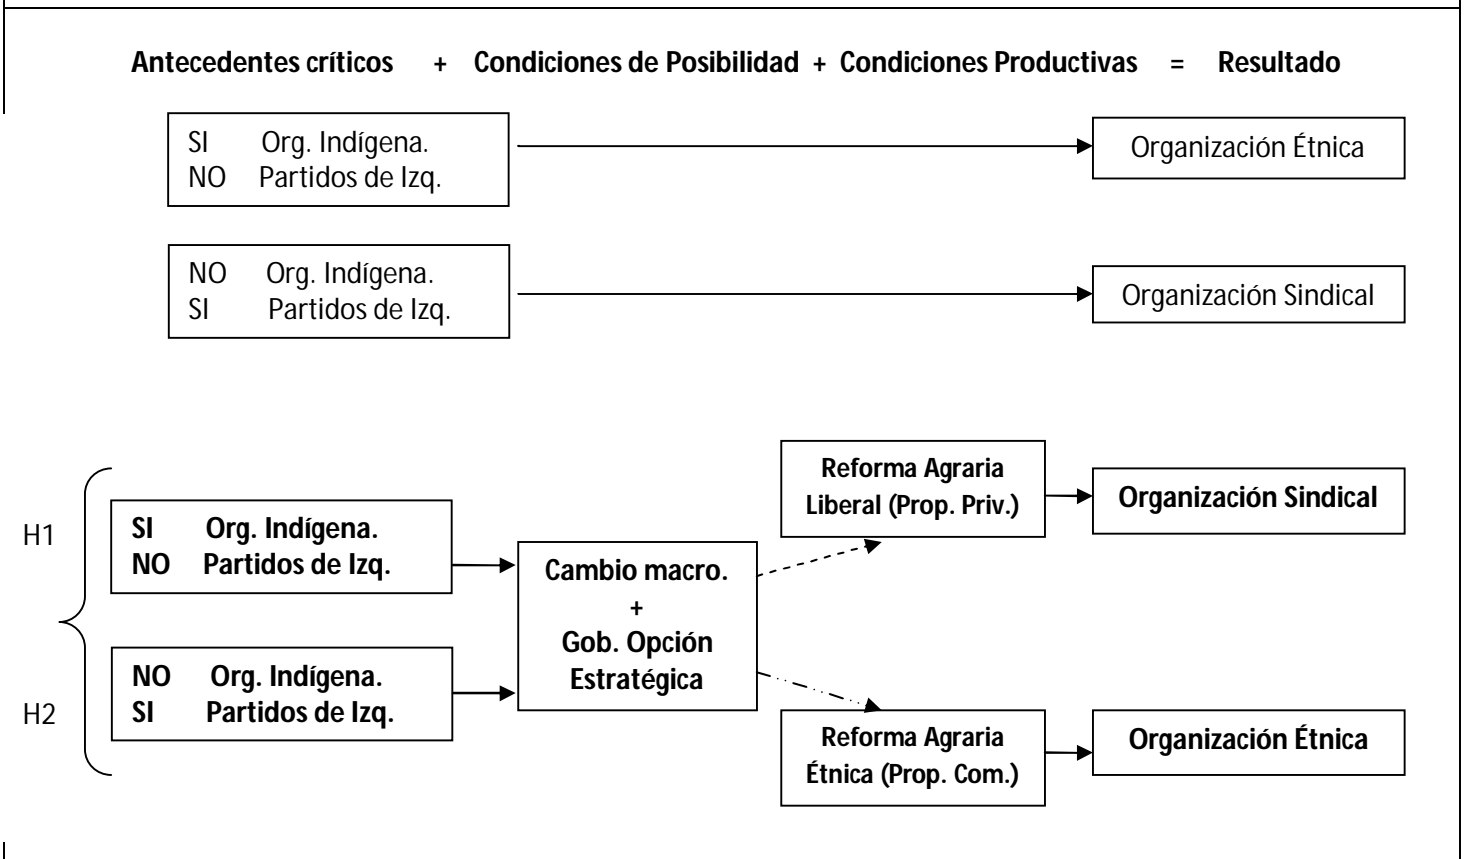 Antecedentes críticos + Condiciones de Posibilidad + Condiciones Productivas = Resultado
SI Org. Indígena.
NO Partidos de Izq.
Organización Étnica
NO Org. Indígena.
SI Partidos de Izq.
Organización Sindical
H1
SI Org. Indígena.
NO Partidos de Izq.
H2
NO Org. Indígena.
SI Partidos de Izq.
Cambio macro.
+
Gob. Opción
Estratégica
Reforma Agraria
Liberal (Prop. Priv.)
Organización Sindical
Reforma Agraria
Étnica (Prop. Com.)
Organización Étnica